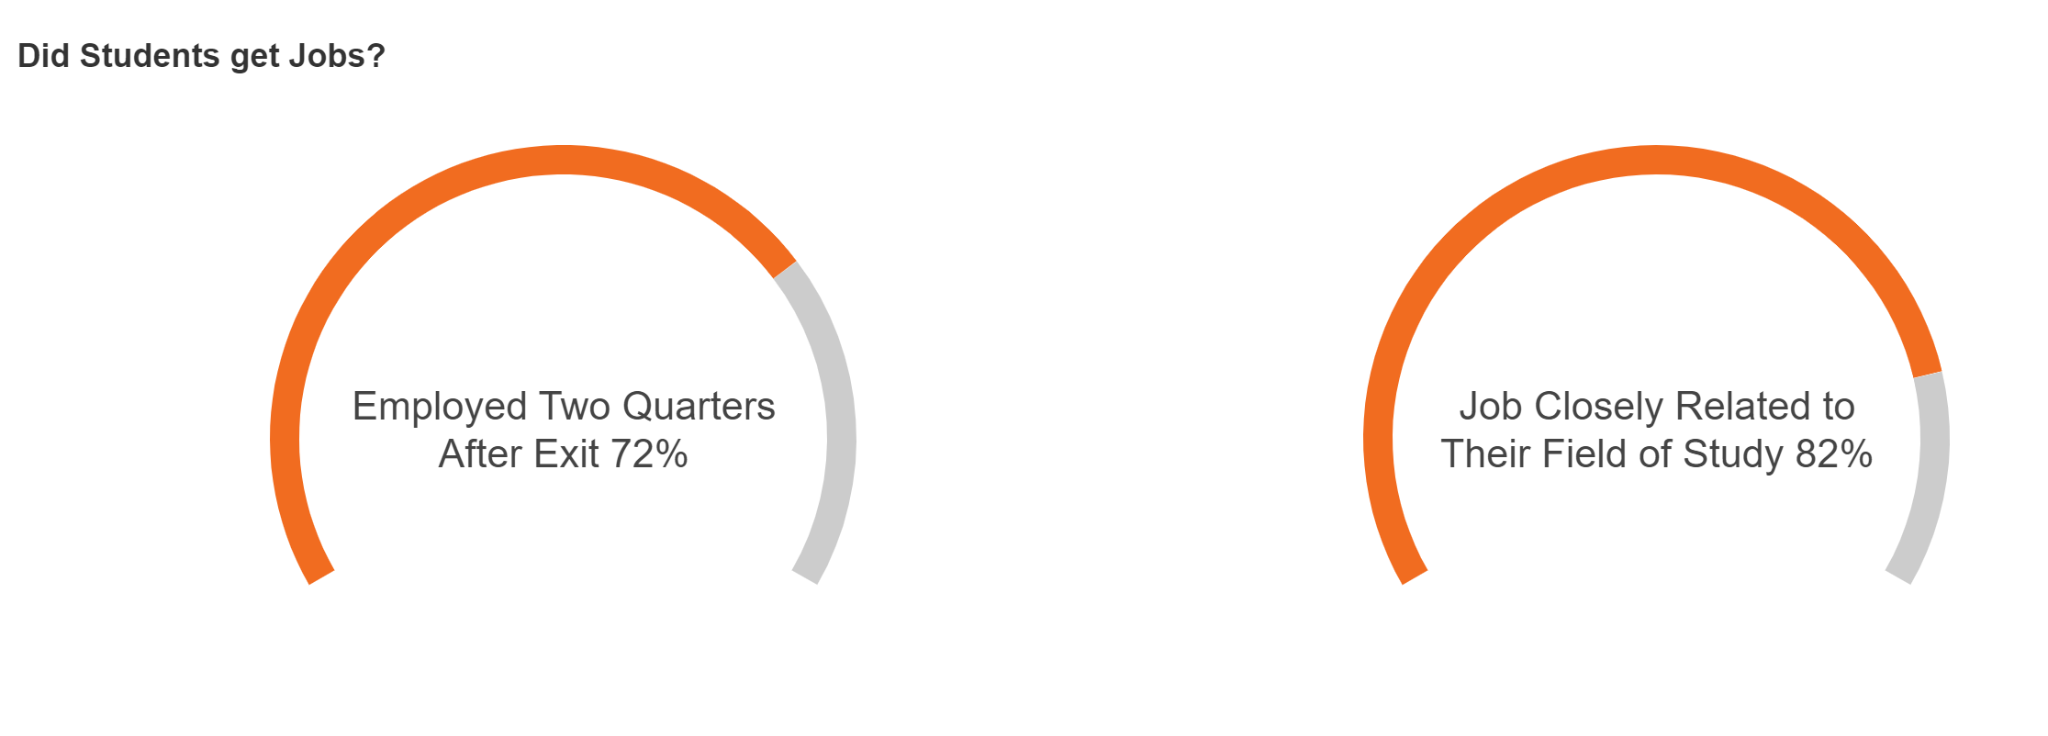 Did Students get Jobs?
Employed Two Quarters
After Exit 72%
Job Closely Related to
Their Field of Study 82%